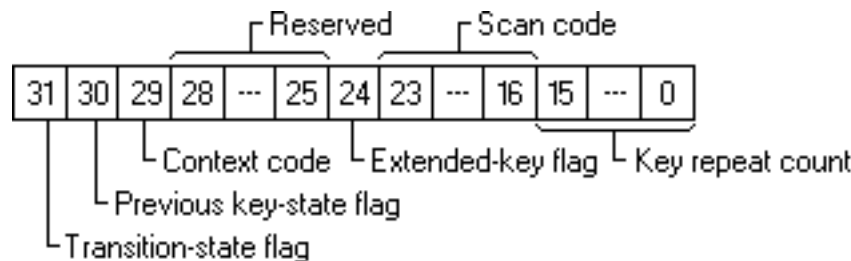 Reserved Scan code
31 30 29 28 --- 25 24 23 --- 16 15 --- 0
Context code Extended-key flag Key repeat count
Previous key-state flag
Transition-state flag